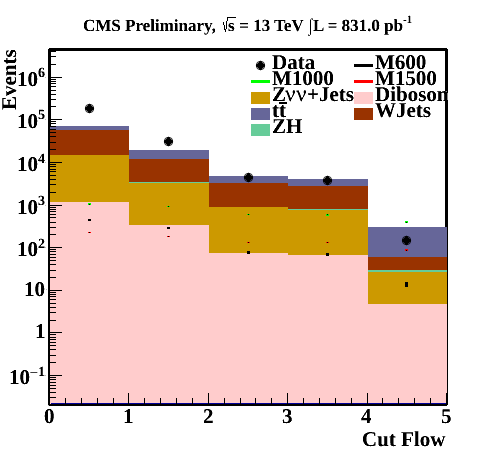 CMS Preliminary, √s = 13 TeV ∫L = 831.0 pb⁻¹
Events
Data
M600
M1000
M1500
Zνν+Jets
Diboson
tt̄
WJets
ZH
10⁶
10⁵
10⁴
10³
10²
10
1
10⁻¹
0 1 2 3 4 5
Cut Flow